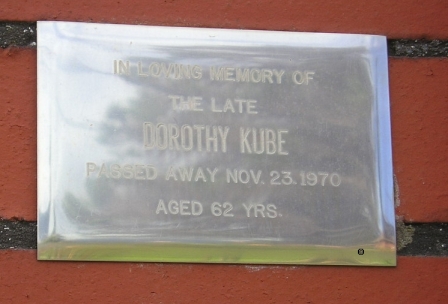 IN LOVING MEMORY OF
THE LATE
DOROTHY KUBE
PASSED AWAY NOV. 23. 1970
AGED 62 YRS.